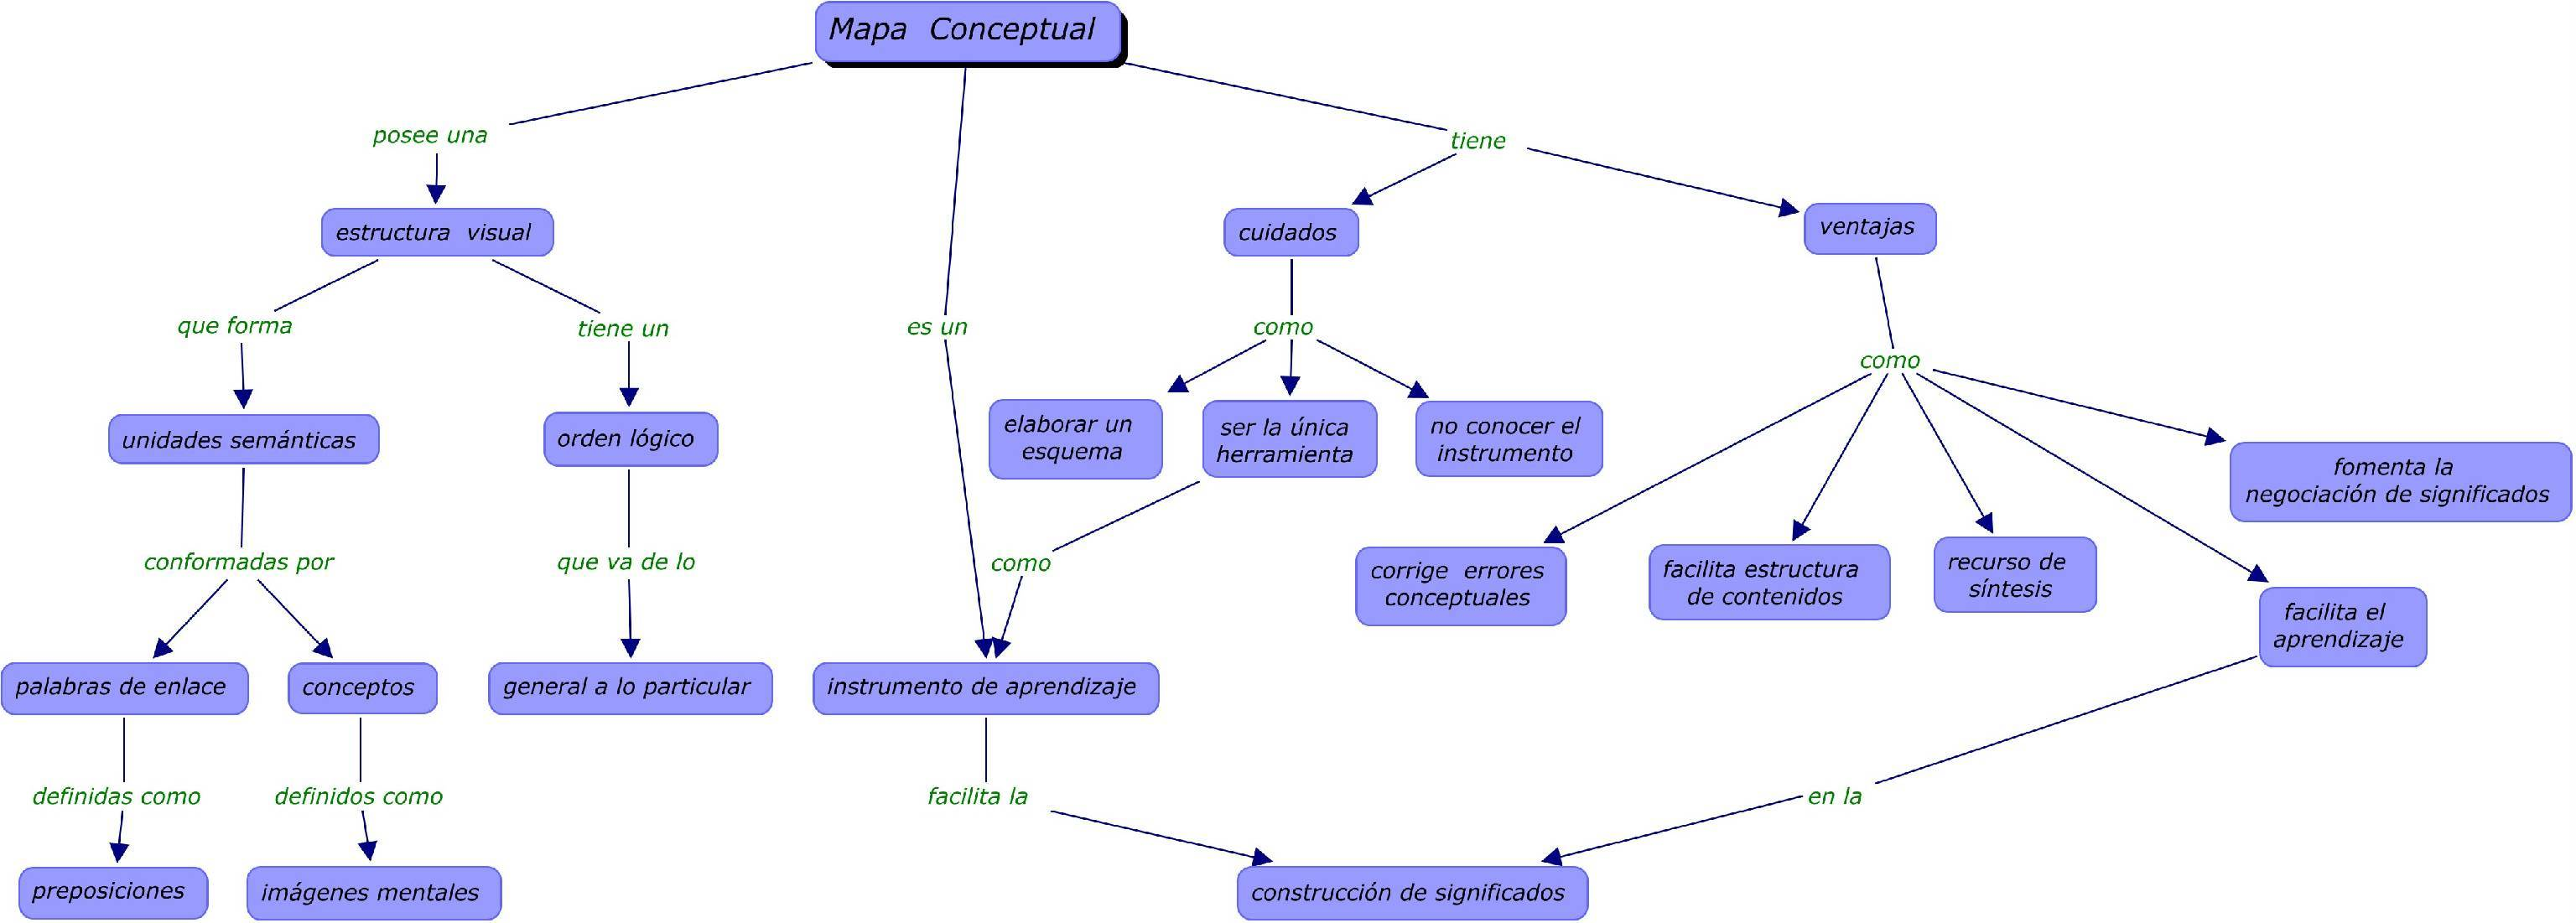 Mapa Conceptual
posee una
tiene
estructura visual
cuidados
ventajas
que forma
tiene un
es un
como
como
unidades semánticas
orden lógico
elaborar un
esquema
ser la única
herramienta
no conocer el
instrumento
fomenta la
negociación de significados
conformadas por
que va de lo
como
corrige errores
conceptuales
facilita estructura
de contenidos
recurso de
síntesis
facilita el
aprendizaje
palabras de enlace
conceptos
general a lo particular
instrumento de aprendizaje
definidas como
definidos como
facilita la
en la
preposiciones
imágenes mentales
construcción de significados